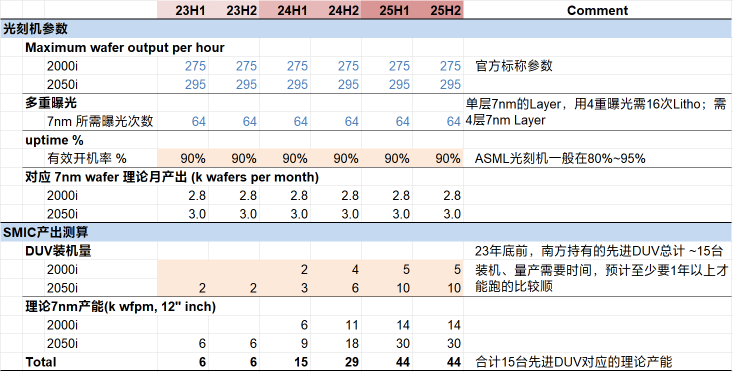 23H1 23H2 24H1 24H2 25H1 25H2 Comment
光刻机参数
Maximum wafer output per hour
2000i 275 275 275 275 275 275 官方标称参数
2050i 295 295 295 295 295 295
多重曝光
7nm 所需曝光次数 64 64 64 64 64 64 单层7nm的Layer，用4重曝光需16次Litho；需
4层7nm Layer
uptime %
有效开机率 % 90% 90% 90% 90% 90% 90% ASML光刻机一般在80%~95%
对应 7nm wafer 理论月产出 (k wafers per month)
2000i 2.8 2.8 2.8 2.8 2.8 2.8
2050i 3.0 3.0 3.0 3.0 3.0 3.0
SMIC产出测算
DUV装机量 23年底前，南方持有的先进DUV总计 ~15台
2000i 2 4 5 5 装机、量产需要时间，预计至少要1年以上才
2050i 2 2 3 6 10 10 能跑的比较顺
理论7nm产能(k wfpm, 12" inch)
2000i 6 11 14 14
2050i 6 6 9 18 30 30
Total 6 6 15 29 44 44 合计15台先进DUV对应的理论产能